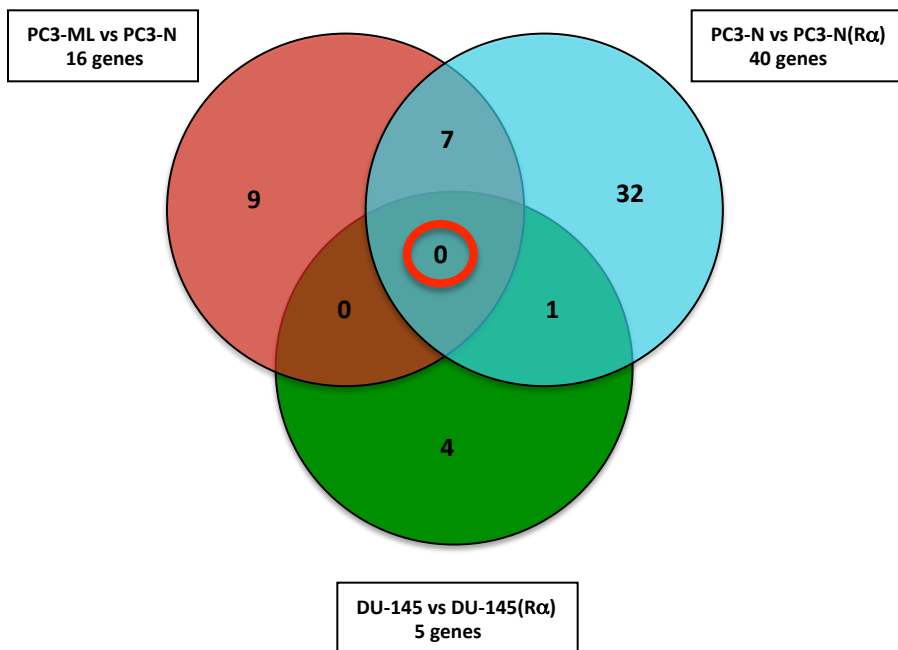 PC3-ML vs PC3-N
16 genes
PC3-N vs PC3-N(Rα)
40 genes
7
9
32
0
0
1
4
DU-145 vs DU-145(Rα)
5 genes